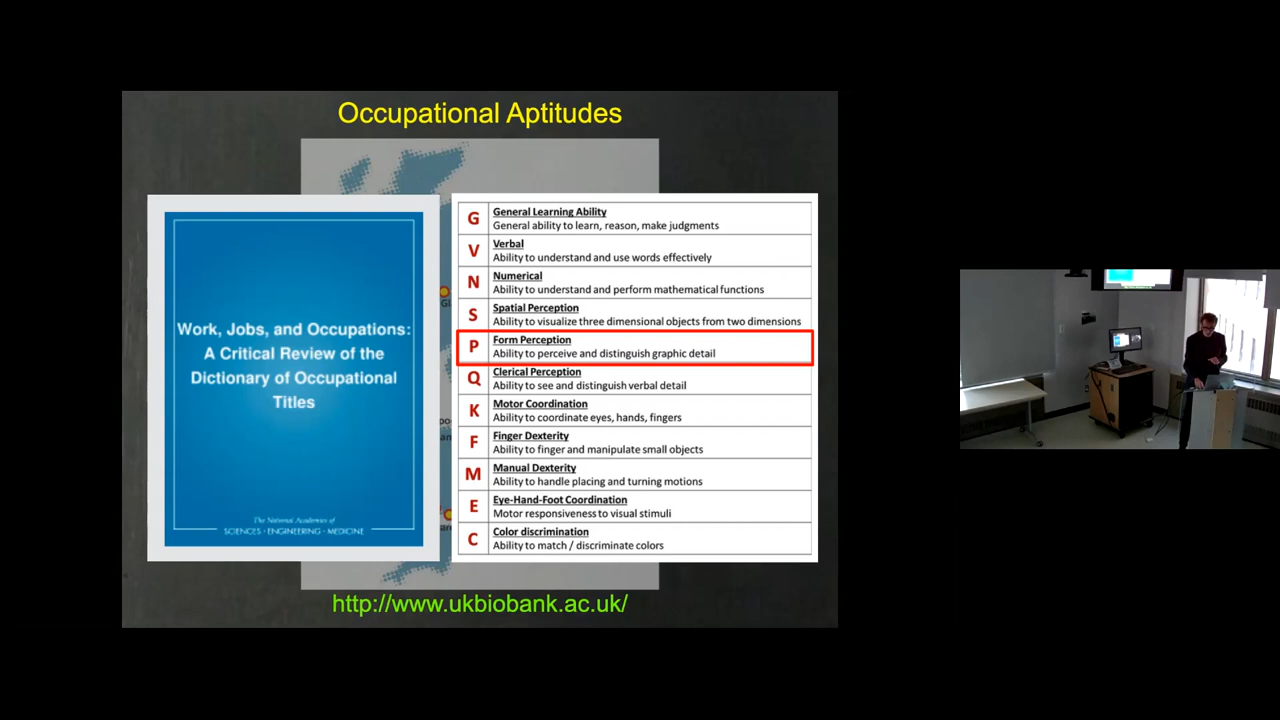 Occupational Aptitudes
Work, Jobs, and Occupations:
A Critical Review of the
Dictionary of Occupational
Titles
The National Academies of
SCIENCES • ENGINEERING • MEDICINE
G
General Learning Ability
General ability to learn, reason, make judgments
V
Verbal
Ability to understand and use words effectively
N
Numerical
Ability to understand and perform mathematical functions
S
Spatial Perception
Ability to visualize three dimensional objects from two dimensions
P
Form Perception
Ability to perceive and distinguish graphic detail
Q
Clerical Perception
Ability to see and distinguish verbal detail
K
Motor Coordination
Ability to coordinate eyes, hands, fingers
F
Finger Dexterity
Ability to finger and manipulate small objects
M
Manual Dexterity
Ability to handle placing and turning motions
E
Eye-Hand-Foot Coordination
Motor responsiveness to visual stimuli
C
Color discrimination
Ability to match / discriminate colors
http://www.ukbiobank.ac.uk/